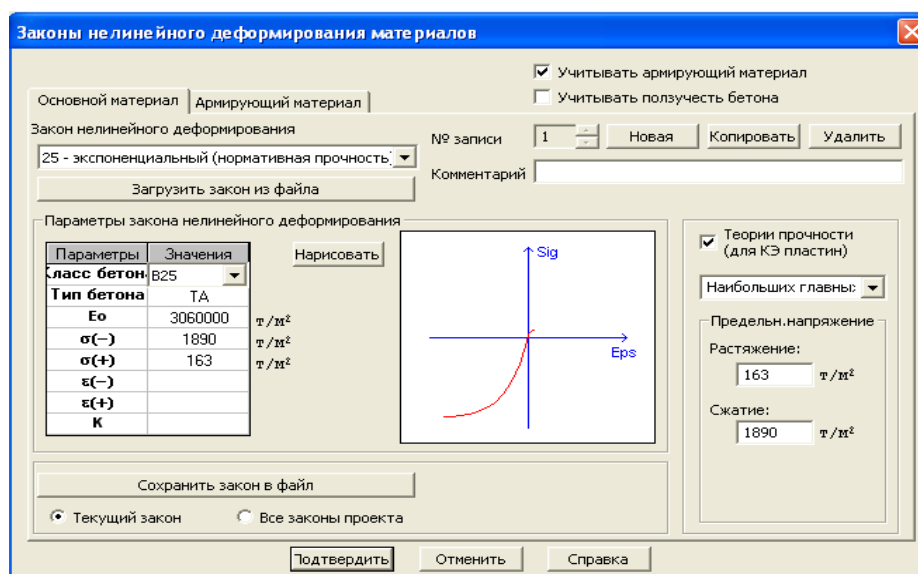 Законы нелинейного деформирования материалов
Учитывать армирующий материал
Учитывать ползучесть бетона
Основной материал
Армирующий материал
Закон нелинейного деформирования
25 - экспоненциальный (нормативная прочность)
Загрузить закон из файла
№ записи
1
Новая
Копировать
Удалить
Комментарий
Параметры закона нелинейного деформирования
Параметры Значения
Класс бетон B25
Тип бетона ТА
Eo 3060000 т/м²
σ(-) 1890 т/м²
σ(+) 163 т/м²
ε(-)
ε(+)
К
Нарисовать
Sig
Eps
Теории прочности
(для КЭ пластин)
Наибольших главны
Предельн.напряжение
Растяжение:
163 т/м²
Сжатие:
1890 т/м²
Сохранить закон в файл
Текущий закон
Все законы проекта
Подтвердить
Отменить
Справка